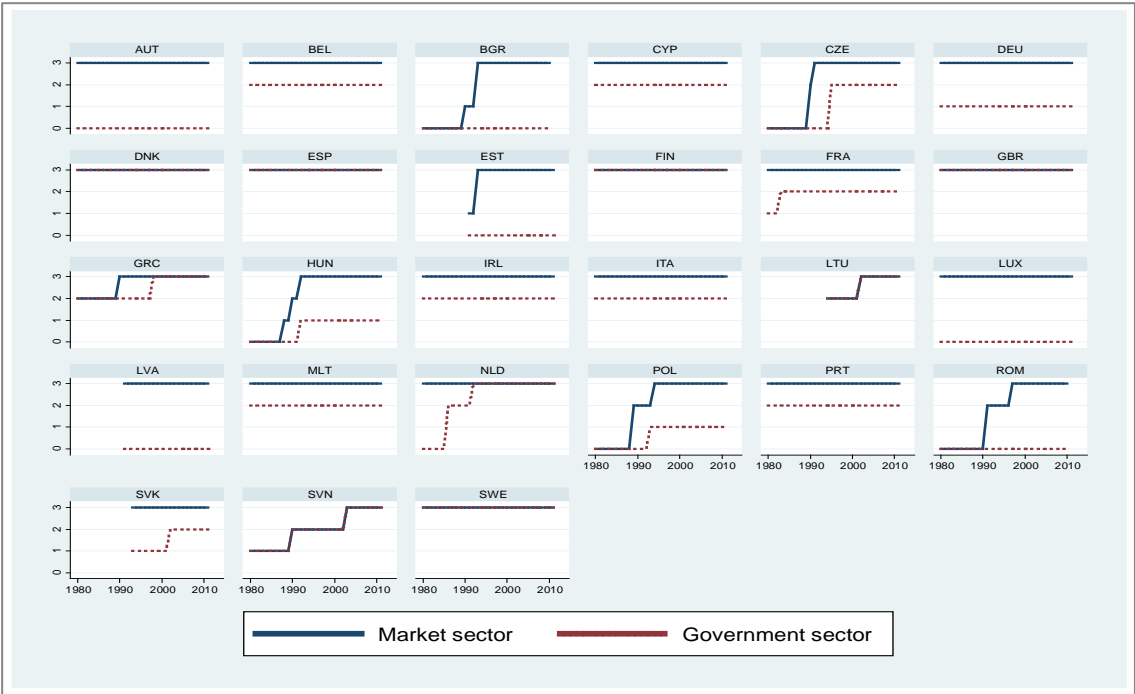 AUT BEL BGR CYP CZE DEU
3
2
1
0
DNK ESP EST FIN FRA GBR
3
2
1
0
GRC HUN IRL ITA LTU LUX
3
2
1
0
LVA MLT NLD POL PRT ROM
3
2
1
0
1980 1990 2000 2010 1980 1990 2000 2010 1980 1990 2000 2010
SVK SVN SWE
3
2
1
0
1980 1990 2000 2010 1980 1990 2000 2010 1980 1990 2000 2010
Market sector Government sector